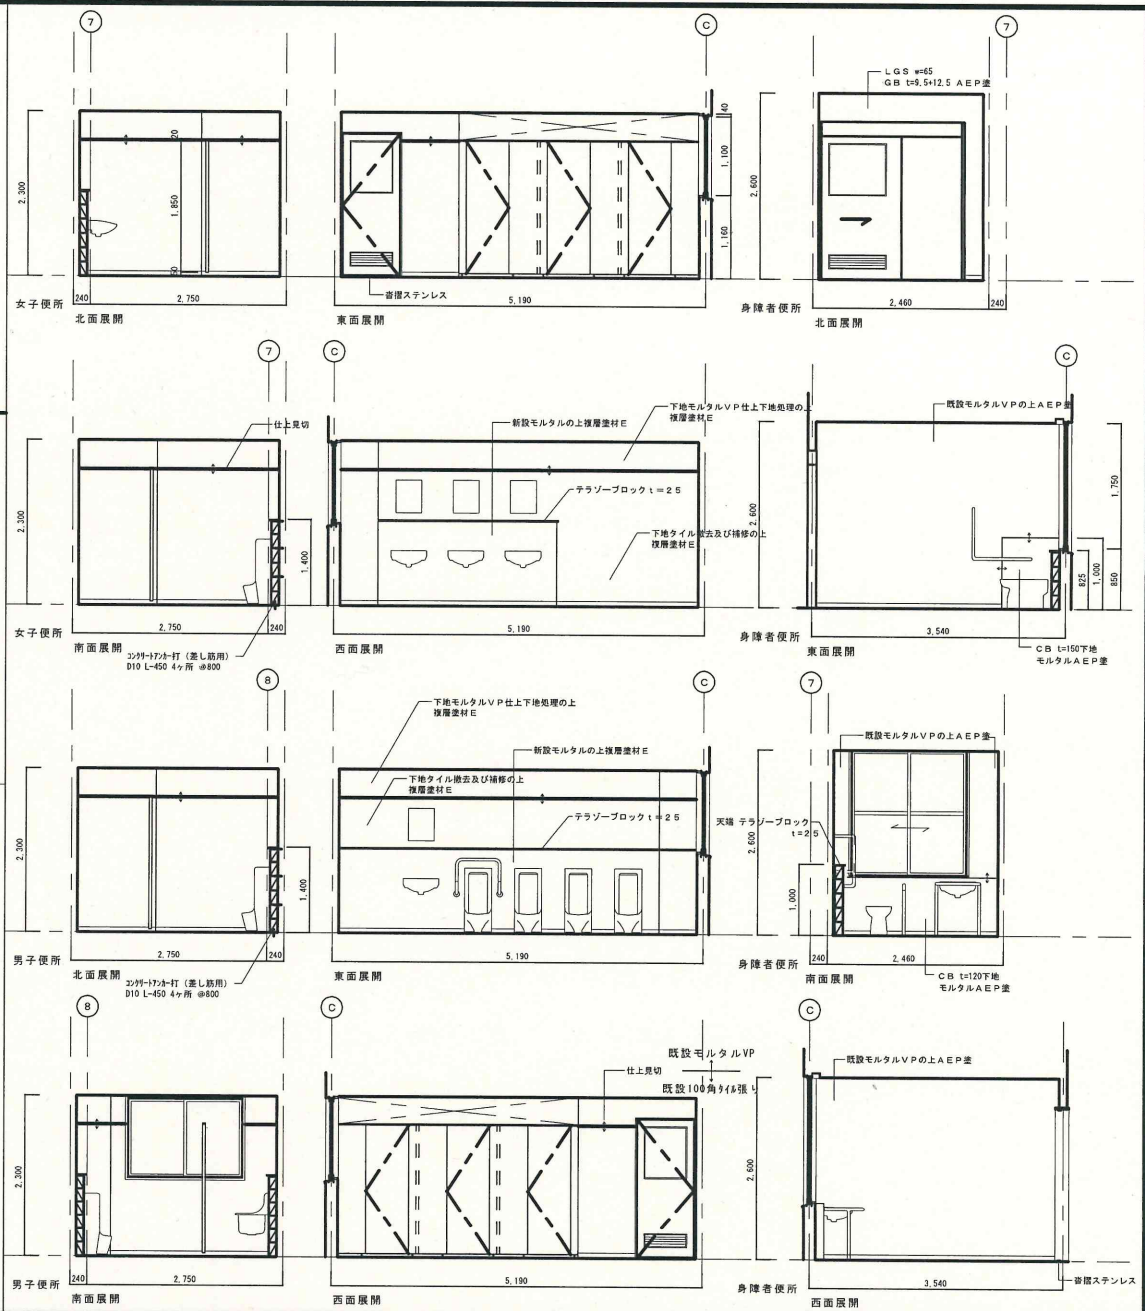 7
2,300
20
1,850
50
女子便所
240
2,750
北面展開
C
40
1,100
1,160
沓摺ステンレス
5,190
東面展開
7
LGS w=65
GB t=9.5+12.5 AEP塗
2,600
身障者便所
2,460
240
北面展開
7
仕上見切
2,300
1,400
女子便所
2,750
240
南面展開
コンクリートアンカー打 (差し筋用)
D10 L-450 4ヶ所 @800
C
新設モルタルの上複層塗材E
下地モルタルVP仕上下地処理の上
複層塗材E
テラゾーブロックt=25
下地タイル撤去及び補修の上
複層塗材E
5,190
西面展開
C
既設モルタルVPの上AEP塗
2,600
1,750
825
1,000
850
身障者便所
3,540
東面展開
CB t=150下地
モルタルAEP塗
8
2,300
1,400
男子便所
2,750
240
北面展開
コンクリートアンカー打 (差し筋用)
D10 L-450 4ヶ所 @800
C
下地モルタルVP仕上下地処理の上
複層塗材E
下地タイル撤去及び補修の上
複層塗材E
新設モルタルの上複層塗材E
テラゾーブロックt=25
5,190
東面展開
7
既設モルタルVPの上AEP塗
天端 テラゾーブロック
t=25
2,600
1,000
身障者便所
240
2,460
南面展開
CB t=120下地
モルタルAEP塗
8
2,300
男子便所
240
2,750
南面展開
C
仕上見切
既設モルタルVP
既設100角タイル張り
5,190
西面展開
C
既設モルタルVPの上AEP塗
2,600
身障者便所
3,540
沓摺ステンレス
西面展開